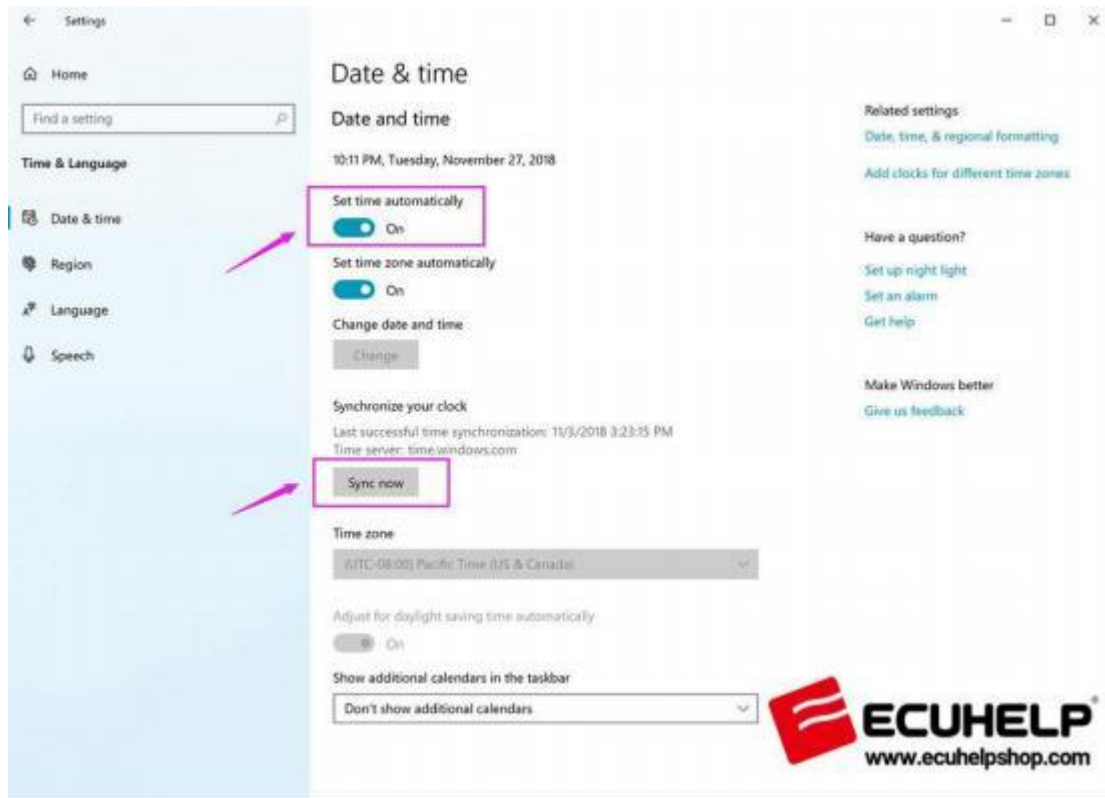 Settings
Home
Find a setting
Time & Language
Date & time
Region
Language
Speech
Date & time
Date and time
10:11 PM, Tuesday, November 27, 2018
Set time automatically
On
Set time zone automatically
On
Change date and time
Change
Synchronize your clock
Last successful time synchronization: 11/3/2018 3:23:15 PM
Time server: time.windows.com
Sync now
Time zone
(UTC-08:00) Pacific Time (US & Canada)
Adjust for daylight saving time automatically
On
Show additional calendars in the taskbar
Don't show additional calendars
Related settings
Date, time, & regional formatting
Add clocks for different time zones
Have a question?
Set up night light
Set an alarm
Get help
Make Windows better
Give us feedback
ECUHELP®
www.ecuhelpshop.com